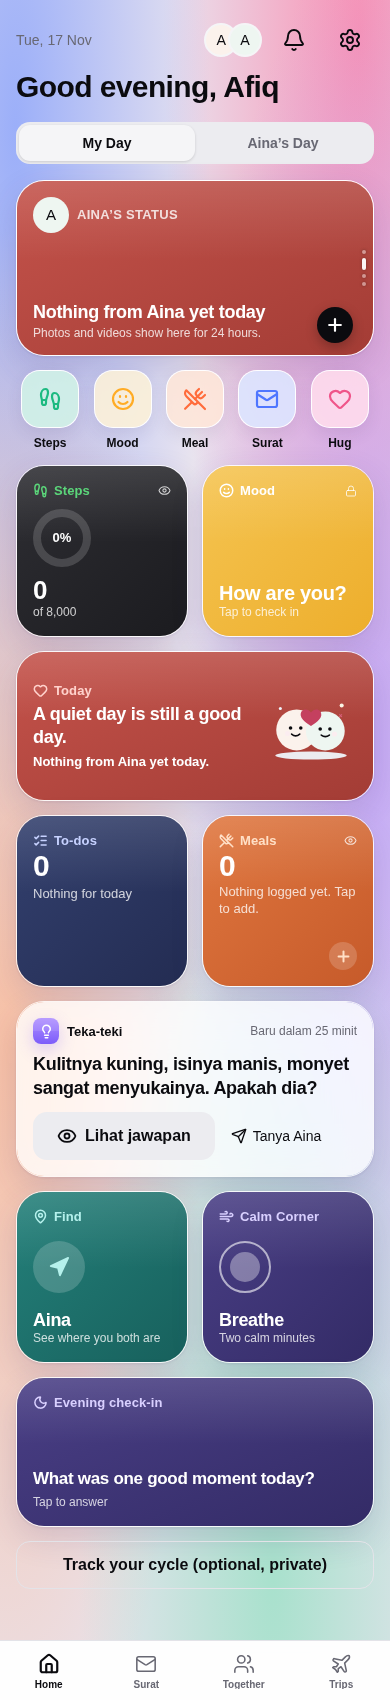 Tue, 17 Nov
A A
Good evening, Afiq
My Day
Aina's Day
A
AINA'S STATUS
Nothing from Aina yet today
Photos and videos show here for 24 hours.
Steps
Mood
Meal
Surat
Hug
Steps
0%
0
of 8,000
Mood
How are you?
Tap to check in
Today
A quiet day is still a good
day.
Nothing from Aina yet today.
To-dos
0
Nothing for today
Meals
0
Nothing logged yet. Tap
to add.
Teka-teki
Baru dalam 25 minit
Kulitnya kuning, isinya manis, monyet
sangat menyukainya. Apakah dia?
Lihat jawapan
Tanya Aina
Find
Aina
See where you both are
Calm Corner
Breathe
Two calm minutes
Evening check-in
What was one good moment today?
Tap to answer
Track your cycle (optional, private)
Home
Surat
Together
Trips